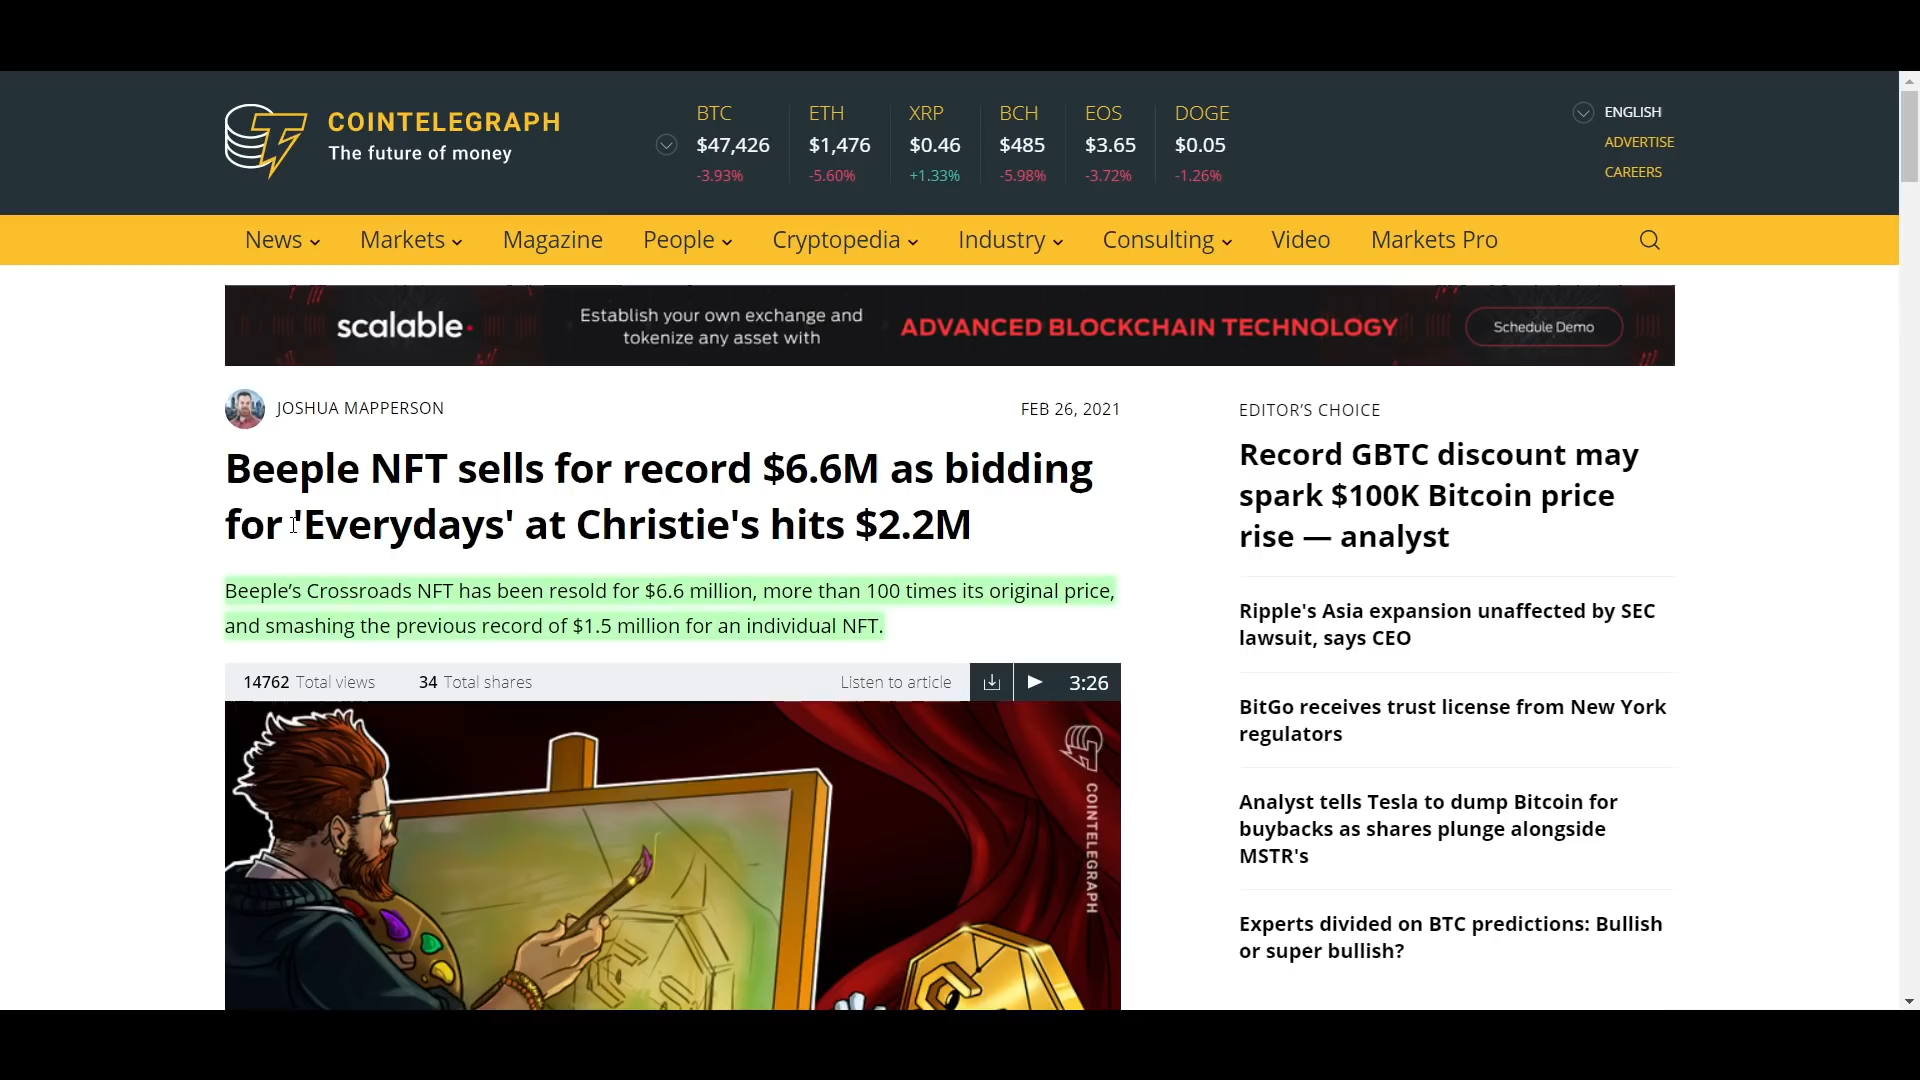 COINTELEGRAPH
The future of money
BTC ETH XRP BCH EOS DOGE
$47,426 $1,476 $0.46 $485 $3.65 $0.05
-3.93% -5.60% +1.33% -5.98% -3.72% -1.26%
ENGLISH
ADVERTISE
CAREERS
News Markets Magazine People Cryptopedia Industry Consulting Video Markets Pro
scalable.
Establish your own exchange and
tokenize any asset with
ADVANCED BLOCKCHAIN TECHNOLOGY
Schedule Demo
JOSHUA MAPPERSON
FEB 26, 2021
Beeple NFT sells for record $6.6M as bidding
for 'Everydays' at Christie's hits $2.2M
Beeple’s Crossroads NFT has been resold for $6.6 million, more than 100 times its original price,
and smashing the previous record of $1.5 million for an individual NFT.
14762 Total views 34 Total shares Listen to article 3:26
COINTELEGRAPH
EDITOR’S CHOICE
Record GBTC discount may
spark $100K Bitcoin price
rise — analyst
Ripple's Asia expansion unaffected by SEC
lawsuit, says CEO
BitGo receives trust license from New York
regulators
Analyst tells Tesla to dump Bitcoin for
buybacks as shares plunge alongside
MSTR's
Experts divided on BTC predictions: Bullish
or super bullish?